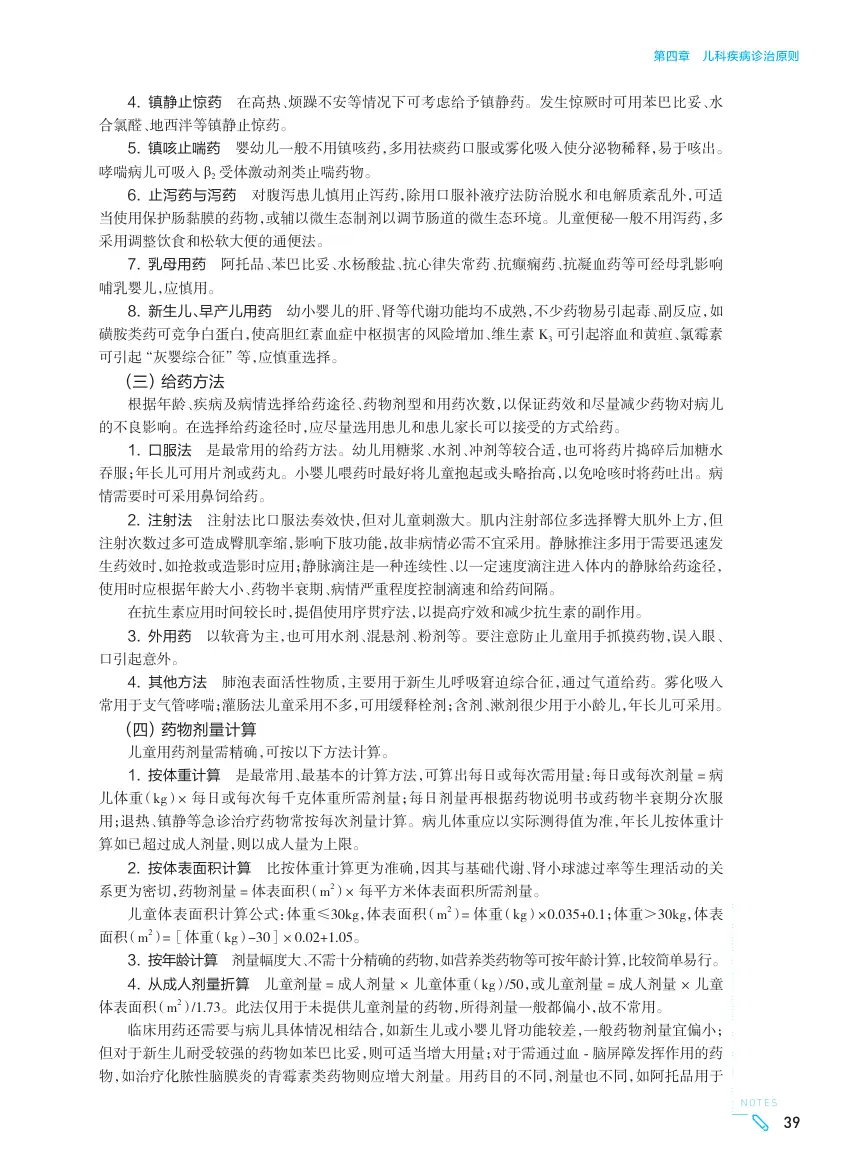 第四章　儿科疾病诊治原则
4. 镇静止惊药　在高热、烦躁不安等情况下可考虑给予镇静药。发生惊厥时可用苯巴比妥、水
合氯醛、地西泮等镇静止惊药。
5. 镇咳止喘药　婴幼儿一般不用镇咳药,多用祛痰药口服或雾化吸入使分泌物稀释,易于咳出。
哮喘病儿可吸入 β₂ 受体激动剂类止喘药物。
6. 止泻药与泻药　对腹泻患儿慎用止泻药,除用口服补液疗法防治脱水和电解质紊乱外,可适
当使用保护肠黏膜的药物,或辅以微生态制剂以调节肠道的微生态环境。儿童便秘一般不用泻药,多
采用调整饮食和松软大便的通便法。
7. 乳母用药　阿托品、苯巴比妥、水杨酸盐、抗心律失常药、抗癫痫药、抗凝血药等可经母乳影响
哺乳婴儿,应慎用。
8. 新生儿、早产儿用药　幼小婴儿的肝、肾等代谢功能均不成熟,不少药物易引起毒、副反应,如
磺胺类药可竞争白蛋白,使高胆红素血症中枢损害的风险增加、维生素 K₃ 可引起溶血和黄疸、氯霉素
可引起 “灰婴综合征” 等,应慎重选择。
（三）给药方法
根据年龄、疾病及病情选择给药途径、药物剂型和用药次数,以保证药效和尽量减少药物对病儿
的不良影响。在选择给药途径时,应尽量选用患儿和患儿家长可以接受的方式给药。
1. 口服法　是最常用的给药方法。幼儿用糖浆、水剂、冲剂等较合适,也可将药片捣碎后加糖水
吞服;年长儿可用片剂或药丸。小婴儿喂药时最好将儿童抱起或头略抬高,以免呛咳时将药吐出。病
情需要时可采用鼻饲给药。
2. 注射法　注射法比口服法奏效快,但对儿童刺激大。肌内注射部位多选择臀大肌外上方,但
注射次数过多可造成臀肌挛缩,影响下肢功能,故非病情必需不宜采用。静脉推注多用于需要迅速发
生药效时,如抢救或造影时应用;静脉滴注是一种连续性、以一定速度滴注进入体内的静脉给药途径,
使用时应根据年龄大小、药物半衰期、病情严重程度控制滴速和给药间隔。
在抗生素应用时间较长时,提倡使用序贯疗法,以提高疗效和减少抗生素的副作用。
3. 外用药　以软膏为主,也可用水剂、混悬剂、粉剂等。要注意防止儿童用手抓摸药物,误入眼、
口引起意外。
4. 其他方法　肺泡表面活性物质,主要用于新生儿呼吸窘迫综合征,通过气道给药。雾化吸入
常用于支气管哮喘;灌肠法儿童采用不多,可用缓释栓剂;含剂、漱剂很少用于小龄儿,年长儿可采用。
（四）药物剂量计算
儿童用药剂量需精确,可按以下方法计算。
1. 按体重计算　是最常用、最基本的计算方法,可算出每日或每次需用量:每日或每次剂量 = 病
儿体重（kg）× 每日或每次每千克体重所需剂量;每日剂量再根据药物说明书或药物半衰期分次服
用;退热、镇静等急诊治疗药物常按每次剂量计算。病儿体重应以实际测得值为准,年长儿按体重计
算如已超过成人剂量,则以成人量为上限。
2. 按体表面积计算　比按体重计算更为准确,因其与基础代谢、肾小球滤过率等生理活动的关
系更为密切,药物剂量 = 体表面积（m²）× 每平方米体表面积所需剂量。
儿童体表面积计算公式:体重≤30kg,体表面积（m²）= 体重（kg）×0.035+0.1;体重＞30kg,体表
面积（m²）=［体重（kg）-30］× 0.02+1.05。
3. 按年龄计算　剂量幅度大、不需十分精确的药物,如营养类药物等可按年龄计算,比较简单易行。
4. 从成人剂量折算　儿童剂量 = 成人剂量 × 儿童体重（kg）/50,或儿童剂量 = 成人剂量 × 儿童
体表面积（m²）/1.73。此法仅用于未提供儿童剂量的药物,所得剂量一般都偏小,故不常用。
临床用药还需要与病儿具体情况相结合,如新生儿或小婴儿肾功能较差,一般药物剂量宜偏小;
但对于新生儿耐受较强的药物如苯巴比妥,则可适当增大用量;对于需通过血 - 脑屏障发挥作用的药
物,如治疗化脓性脑膜炎的青霉素类药物则应增大剂量。用药目的不同,剂量也不同,如阿托品用于
NOTES
39